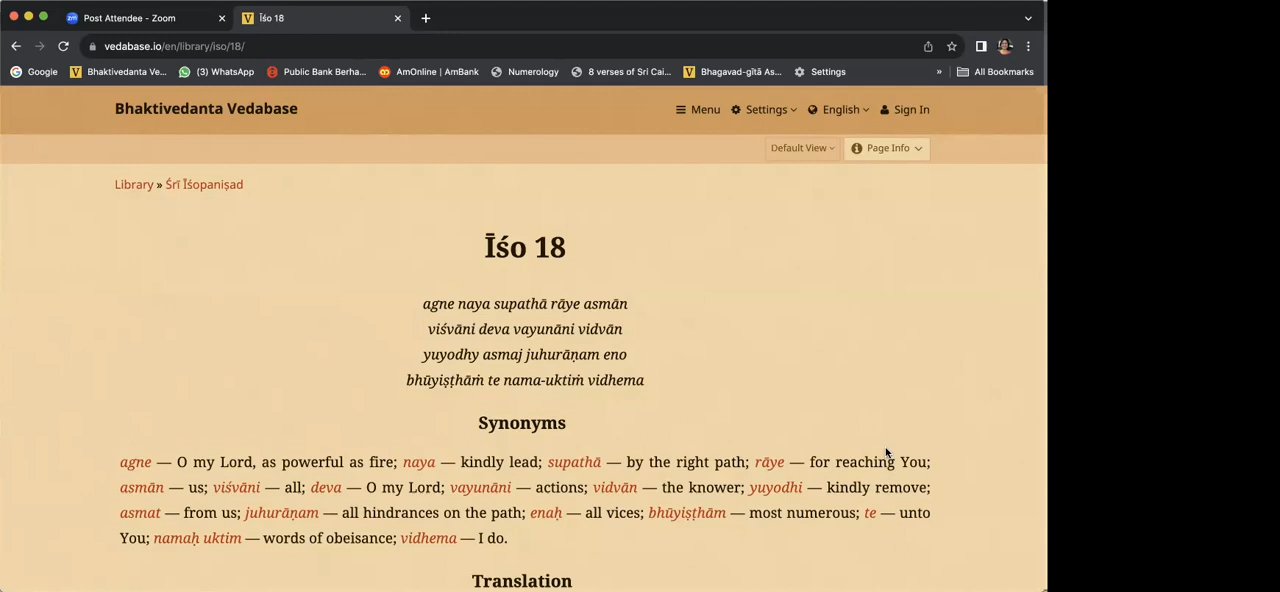 Post Attendee - Zoom
Īśo 18
vedabase.io/en/library/iso/18/
Google
Bhaktivedanta Ve...
(3) WhatsApp
Public Bank Berha...
AmOnline | AmBank
Numerology
8 verses of Sri Cai...
Bhagavad-gītā As...
Settings
»
All Bookmarks
Bhaktivedanta Vedabase
Menu
Settings
English
Sign In
Default View
Page Info
Library » Śrī Īśopaniṣad
Īśo 18
agne naya supathā rāye asmān
viśvāni deva vayunāni vidvān
yuyodhy asmaj juhurāṇam eno
bhūyiṣṭhāṁ te nama-uktiṁ vidhema
Synonyms
agne — O my Lord, as powerful as fire; naya — kindly lead; supathā — by the right path; rāye — for reaching You;
asmān — us; viśvāni — all; deva — O my Lord; vayunāni — actions; vidvān — the knower; yuyodhi — kindly remove;
asmat — from us; juhurāṇam — all hindrances on the path; enaḥ — all vices; bhūyiṣṭhām — most numerous; te — unto
You; namaḥ uktim — words of obeisance; vidhema — I do.
Translation